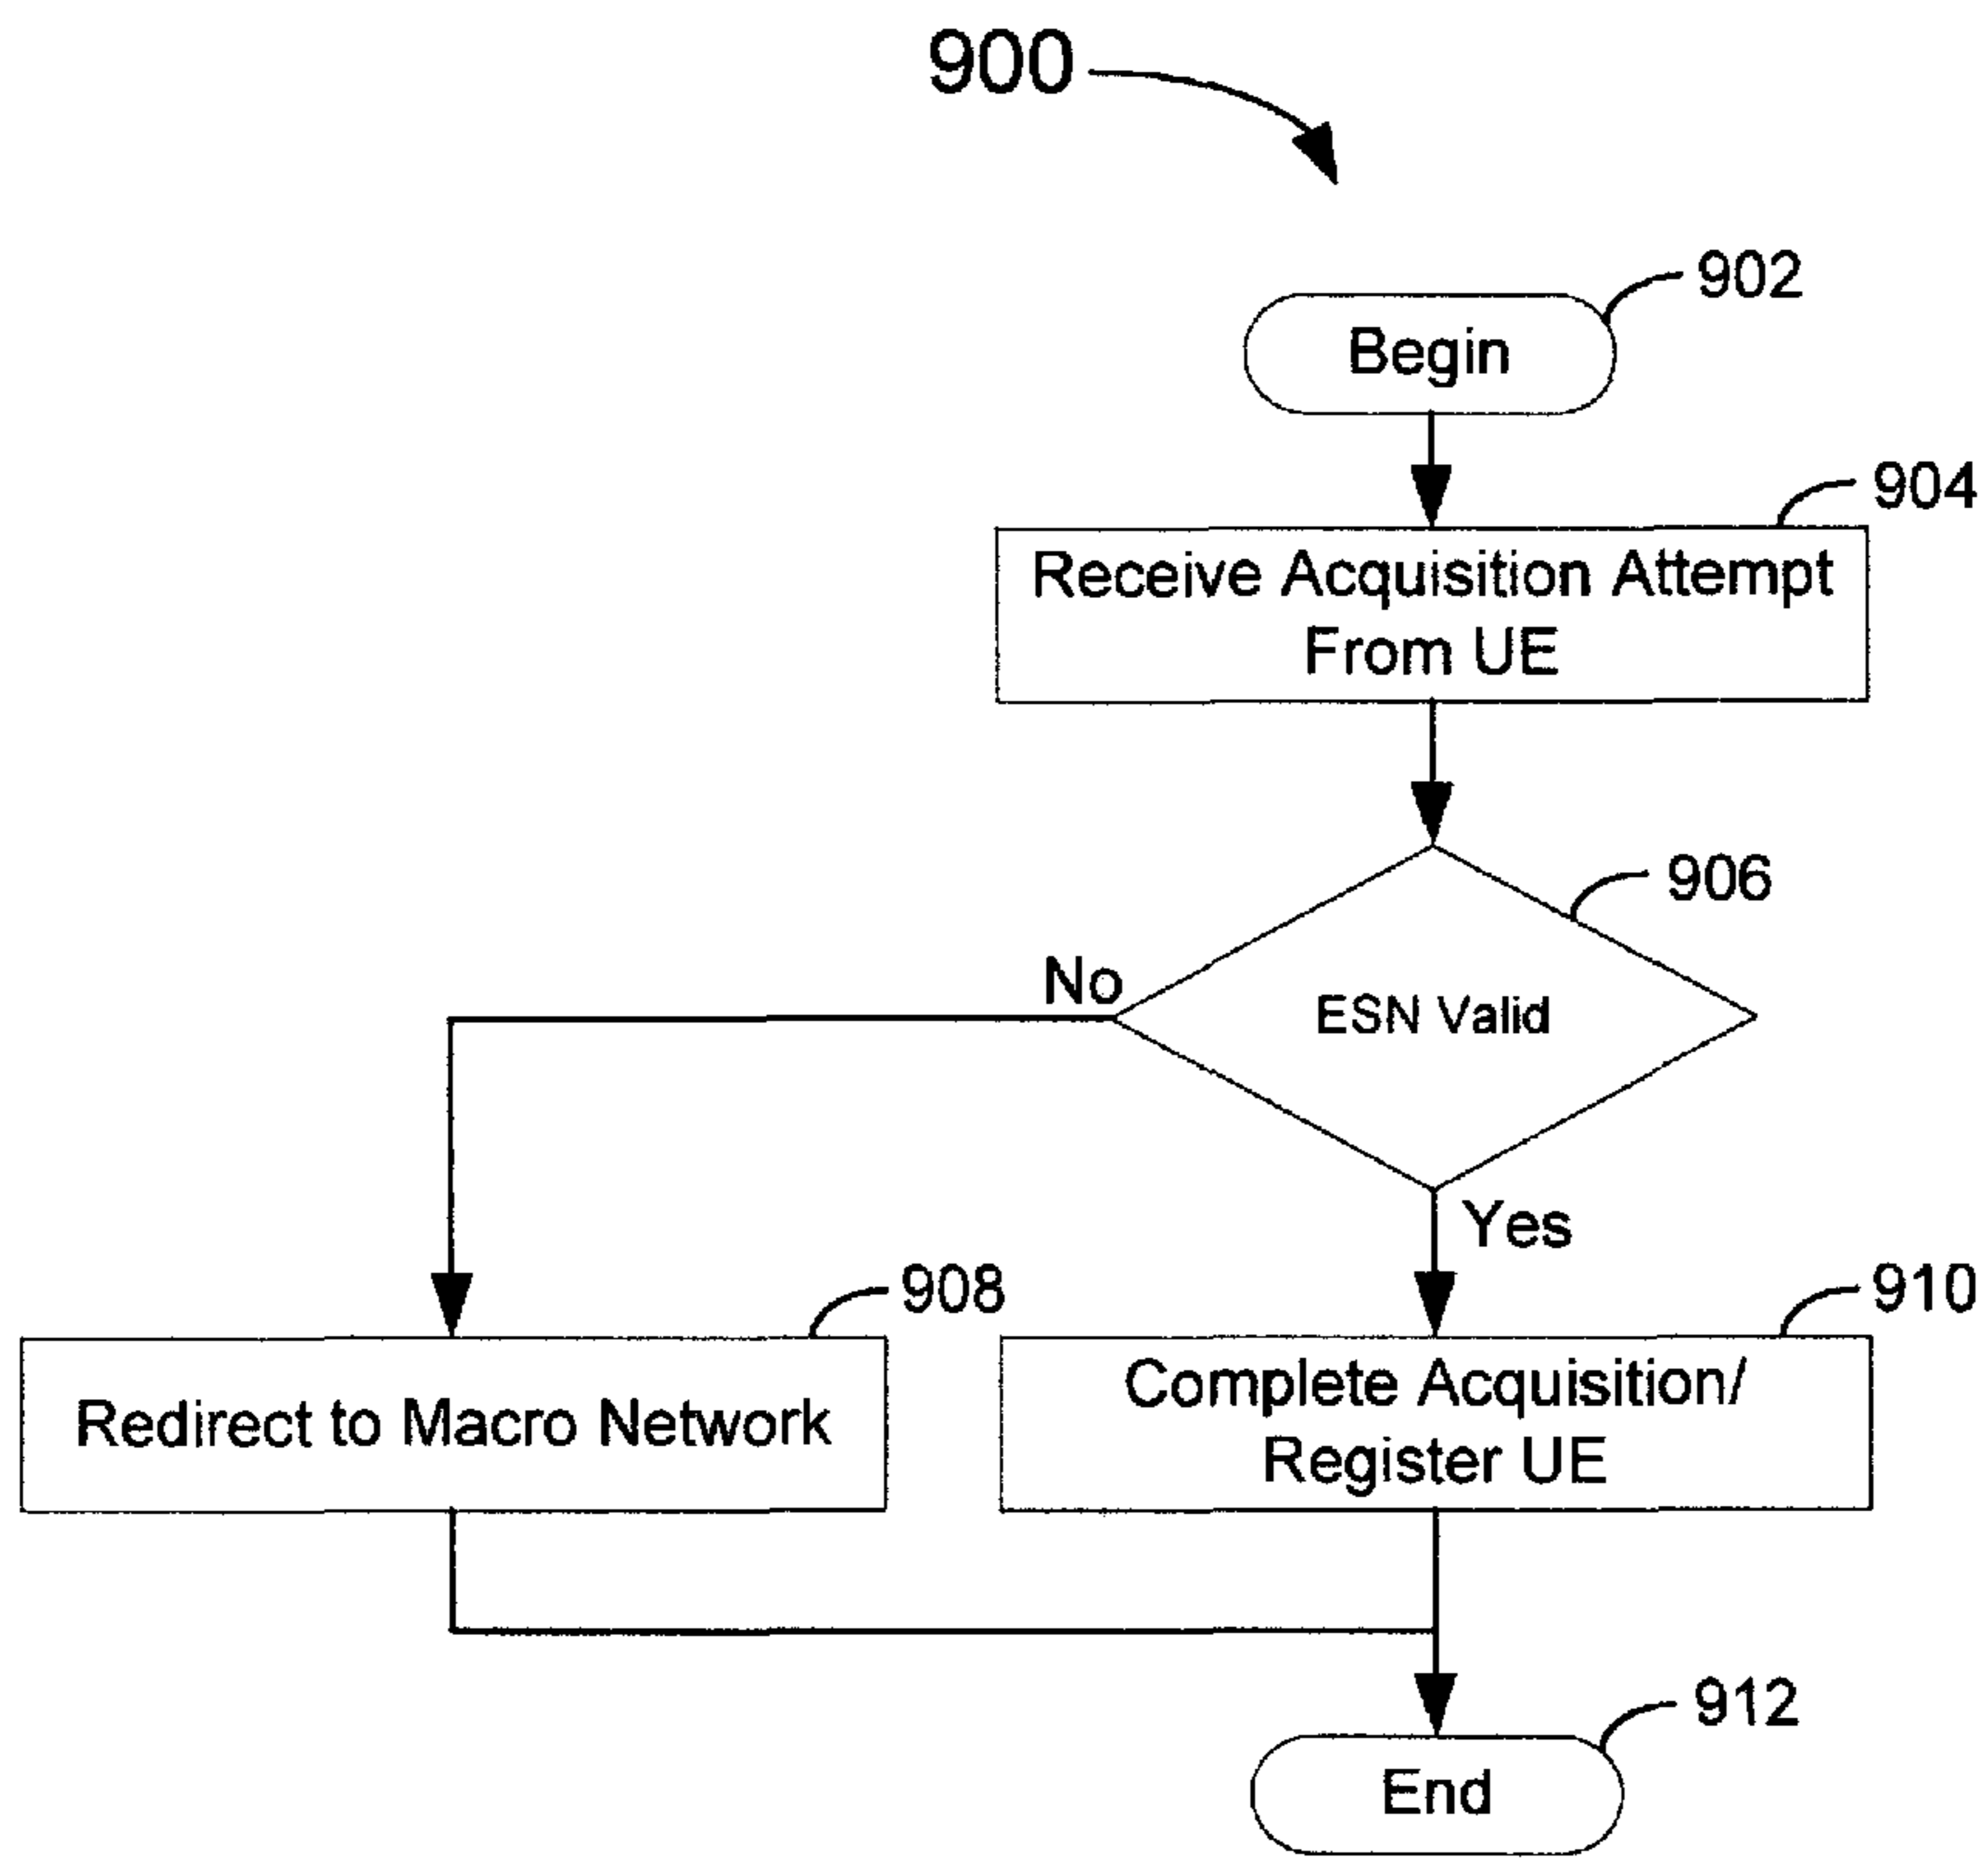 900
902
Begin
904
Receive Acquisition Attempt
From UE
906
No
ESN Valid
Yes
908
910
Redirect to Macro Network
Complete Acquisition/
Register UE
912
End